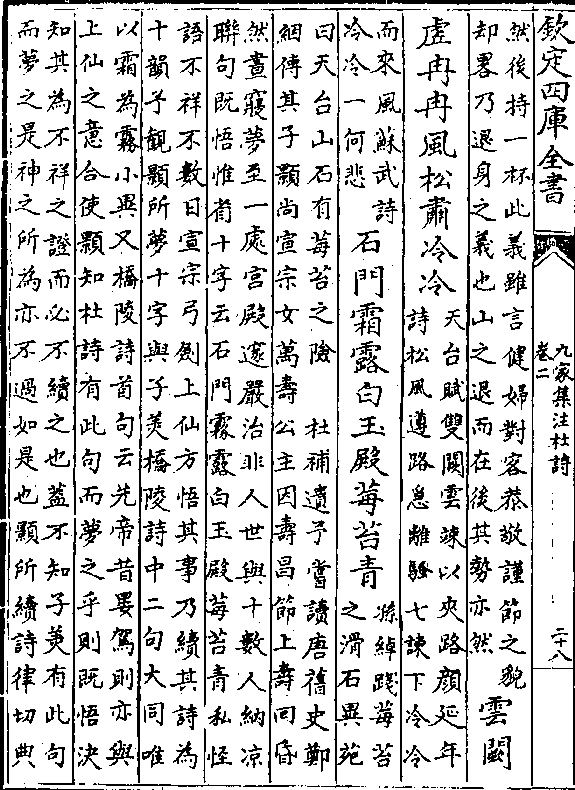 欽定四庫全書
九家集注杜詩
卷二
二十八
然後持一杯此義雖言健婦對客恭敬謹節之貌
却畧乃退身之義也山之退而在後其勢亦然
雲闕
虛冉冉風松肅泠泠
天台賦雙闕雲竦以夾路顔延年
詩松風遵路急離騷七諫下泠泠
而來風蘇武詩
泠泠一何悲
石門霜露白玉殿莓苔青
孫綽踐莓苔
之滑石異苑
曰天台山石有莓苔之險 杜補遺予嘗讀唐舊史鄭
絪傳其子顥尚宣宗女萬壽公主因壽昌節上壽囘昏
然晝寢夢至一處宮殿邃嚴治非人世與十數人納凉
聯句既悟惟省十字云石門霧露白玉殿莓苔青私怪
語不祥不數日宣宗弓劍上仙方悟其事乃續其詩為
十韻予觀顥所夢十字與子美橋陵詩中二句大同唯
以霜為霧小異又橋陵詩首句云先帝昔晏駕則亦與
上仙之意合使顥知杜詩有此句而夢之乎則既悟決
知其為不祥之證而必不續之也蓋不知子美有此句
而夢之是神之所為亦不過如是也顥所續詩律切典